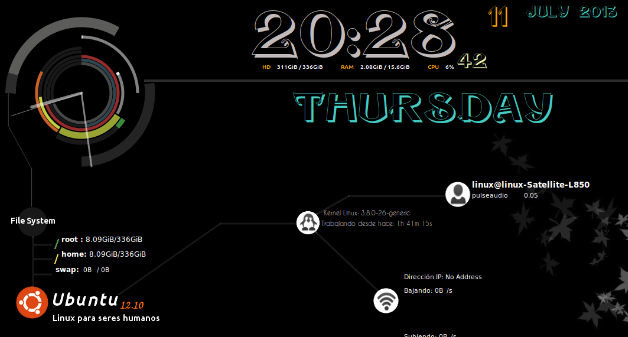 20:28
42
11 JULY 2013
HD 311GiB/336GiB RAM 2.08GiB/15.6GiB CPU 6%
THURSDAY
linux@linux-Satellite-L850
pulseaudio 0.05
Kernel Linux: 3.8.0-26-generic
Trabajando desde hace: 1h 41m 15s
File System
/ root : 8.09GiB/336GiB
/ home: 8.09GiB/336GiB
swap: 0B / 0B
Ubuntu 12.10
Linux para seres humanos
Dirección IP: No Address
Bajando: 0B /s
Subiendo: 0B /s